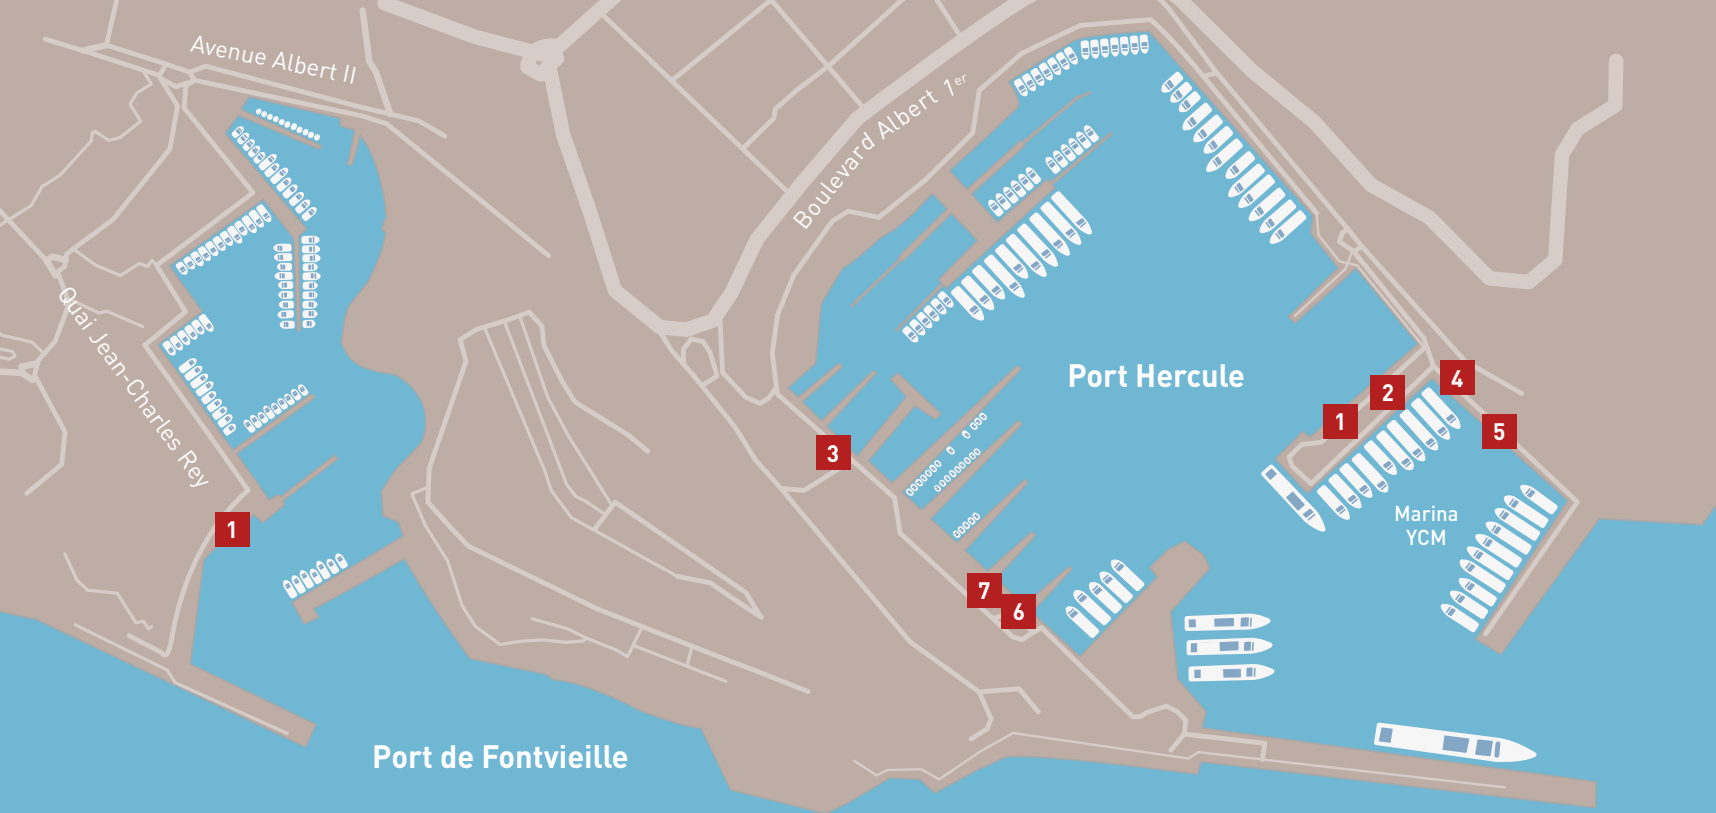 Avenue Albert II
Boulevard Albert 1er
Quai Jean-Charles Rey
Port Hercule
4
2
1
5
3
Marina
YCM
1
7
6
Port de Fontvieille